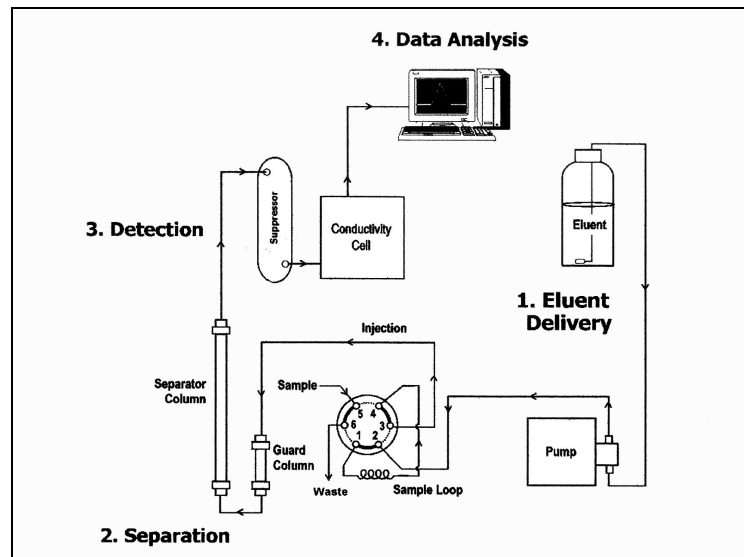 4. Data Analysis
Suppressor
Conductivity
Cell
3. Detection
Eluent
1. Eluent
Delivery
Injection
Separator
Column
Sample
5
4
6
3
1
2
Guard
Column
Pump
Waste
Sample Loop
2. Separation